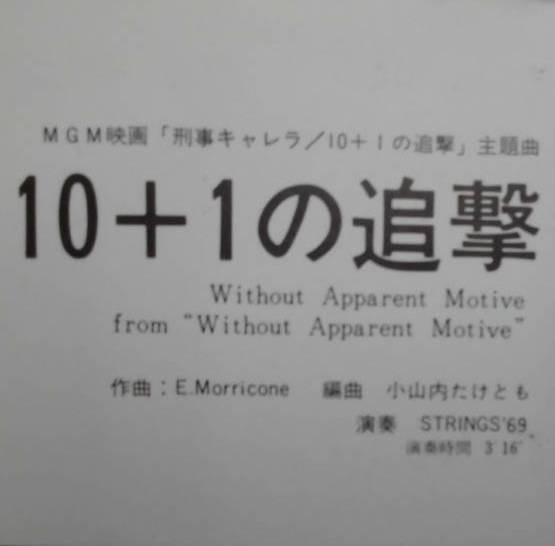 MGM映画「刑事キャレラ／10＋1の追撃」主題曲
10＋1の追撃
Without Apparent Motive
from “Without Apparent Motive”
作曲：E.Morricone　編曲　小山内たけとも
演奏　STRINGS'69
演奏時間　3′16″